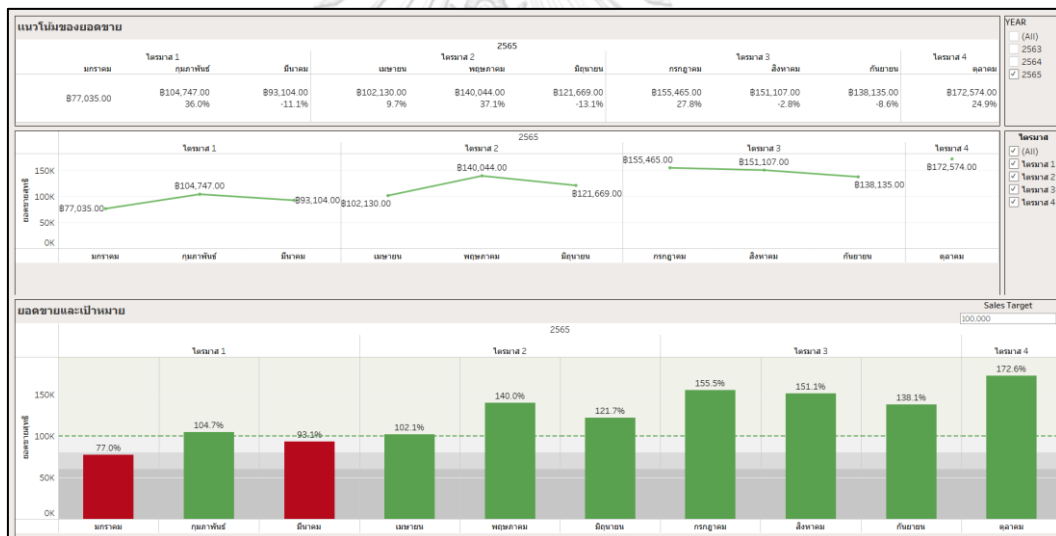 แนวโน้มของยอดขาย
2565
ไตรมาส 1 ไตรมาส 2 ไตรมาส 3 ไตรมาส 4
มกราคม กุมภาพันธ์ มีนาคม เมษายน พฤษภาคม มิถุนายน กรกฎาคม สิงหาคม กันยายน ตุลาคม
฿77,035.00 ฿104,747.00 ฿93,104.00 ฿102,130.00 ฿140,044.00 ฿121,669.00 ฿155,465.00 ฿151,107.00 ฿138,135.00 ฿172,574.00
36.0% -11.1% 9.7% 37.1% -13.1% 27.8% -2.8% -8.6% 24.9%
YEAR
(All)
2563
2564
2565
2565
ไตรมาส 1 ไตรมาส 2 ไตรมาส 3 ไตรมาส 4
ยอดขายสุทธิ
150K
100K
50K
0K
฿77,035.00 ฿104,747.00 ฿93,104.00 ฿102,130.00 ฿140,044.00 ฿121,669.00 ฿155,465.00 ฿151,107.00 ฿138,135.00 ฿172,574.00
มกราคม กุมภาพันธ์ มีนาคม เมษายน พฤษภาคม มิถุนายน กรกฎาคม สิงหาคม กันยายน ตุลาคม
ไตรมาส
(All)
ไตรมาส 1
ไตรมาส 2
ไตรมาส 3
ไตรมาส 4
ยอดขายและเป้าหมาย
Sales Target
100,000
2565
ไตรมาส 1 ไตรมาส 2 ไตรมาส 3 ไตรมาส 4
ยอดขายสุทธิ
150K
100K
50K
0K
77.0% 104.7% 93.1% 102.1% 140.0% 121.7% 155.5% 151.1% 138.1% 172.6%
มกราคม กุมภาพันธ์ มีนาคม เมษายน พฤษภาคม มิถุนายน กรกฎาคม สิงหาคม กันยายน ตุลาคม